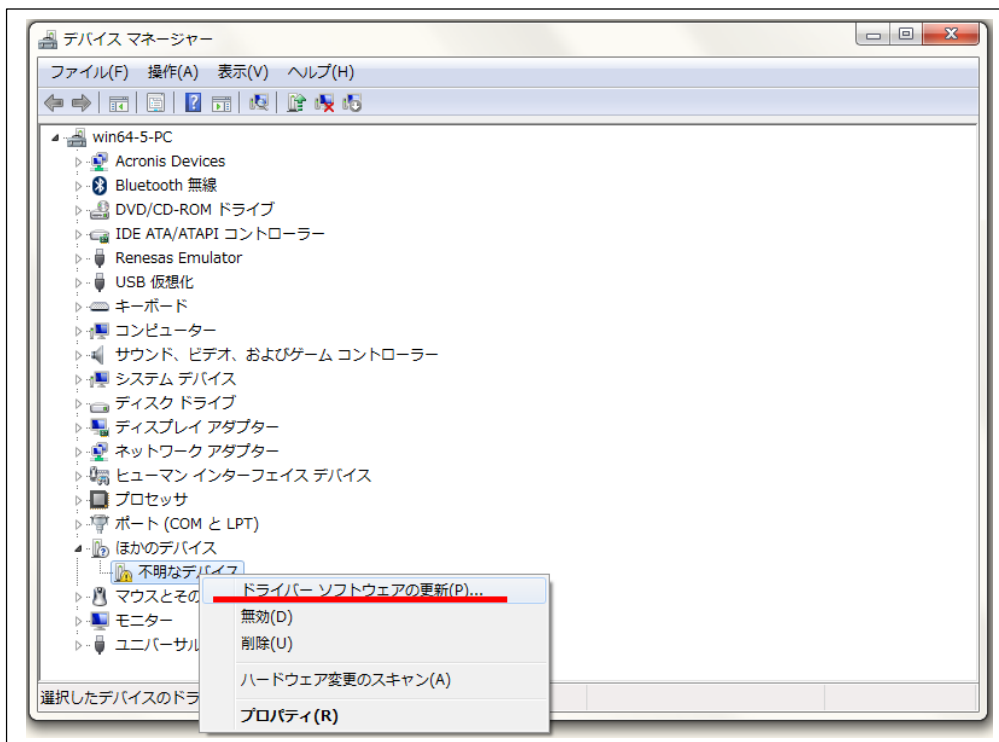 デバイス マネージャー
ファイル(F) 操作(A) 表示(V) ヘルプ(H)
win64-5-PC
Acronis Devices
Bluetooth 無線
DVD/CD-ROM ドライブ
IDE ATA/ATAPI コントローラー
Renesas Emulator
USB 仮想化
キーボード
コンピューター
サウンド、ビデオ、およびゲーム コントローラー
システム デバイス
ディスク ドライブ
ディスプレイ アダプター
ネットワーク アダプター
ヒューマン インターフェイス デバイス
プロセッサ
ポート (COM と LPT)
ほかのデバイス
不明なデバイス
マウスとその
モニター
ユニバーサル
ドライバー ソフトウェアの更新(P)...
無効(D)
削除(U)
ハードウェア変更のスキャン(A)
プロパティ(R)
選択したデバイスのドラ